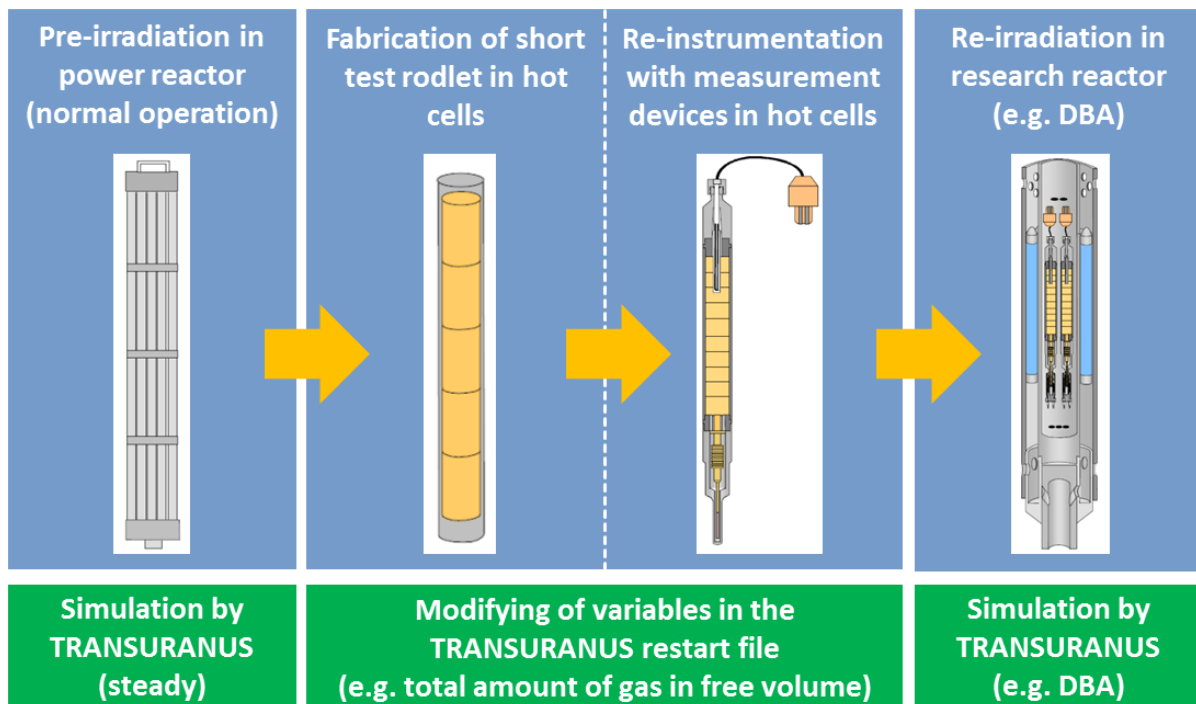 Pre-irradiation in
power reactor
(normal operation)
Fabrication of short
test rodlet in hot
cells
Re-instrumentation
with measurement
devices in hot cells
Re-irradiation in
research reactor
(e.g. DBA)
Simulation by
TRANSURANUS
(steady)
Modifying of variables in the
TRANSURANUS restart file
(e.g. total amount of gas in free volume)
Simulation by
TRANSURANUS
(e.g. DBA)